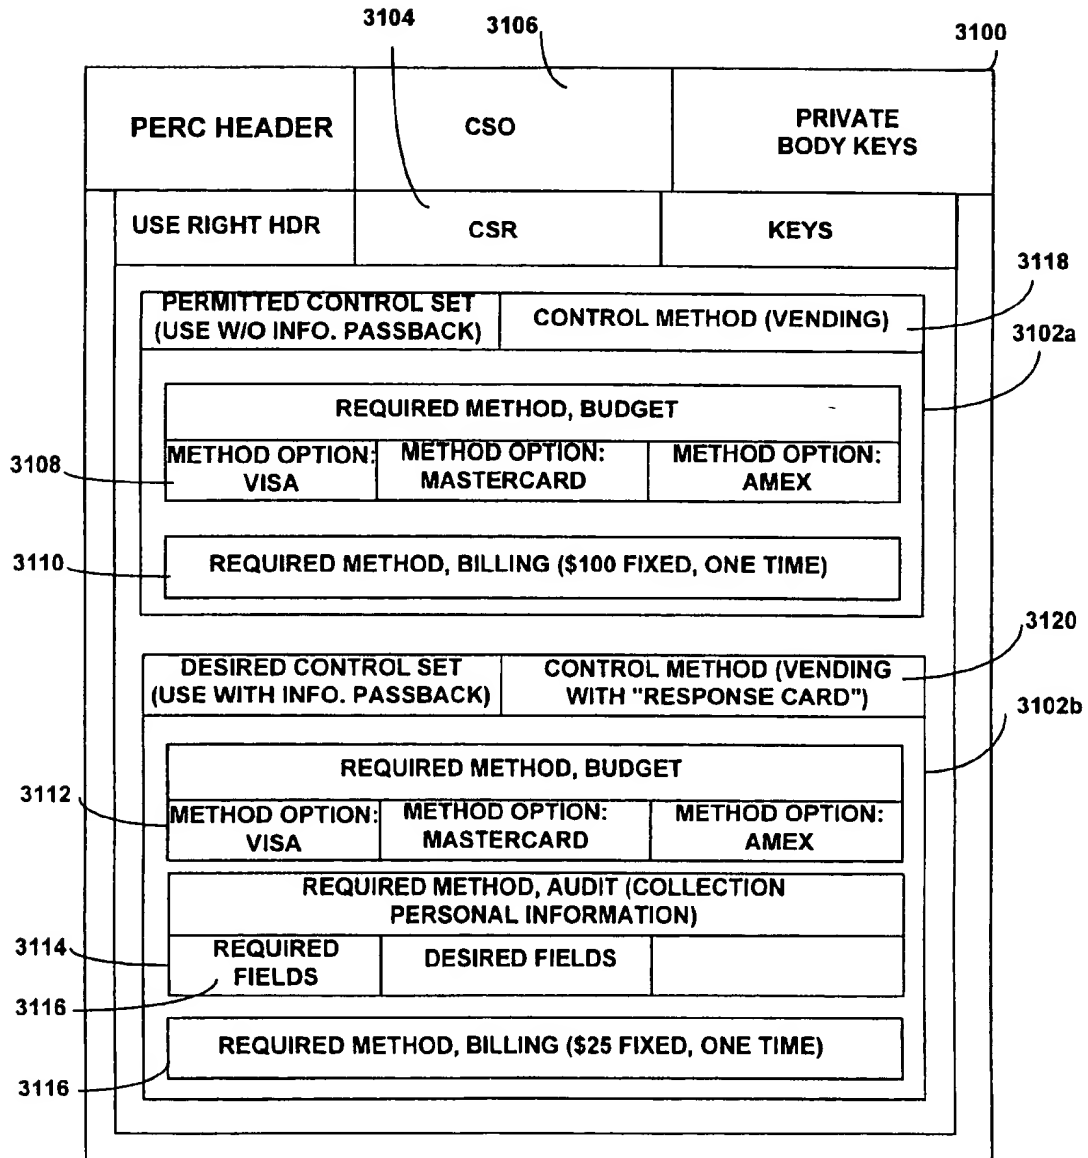 3104
3106
3100
PERC HEADER
CSO
PRIVATE
BODY KEYS
USE RIGHT HDR
CSR
KEYS
3118
PERMITTED CONTROL SET
(USE W/O INFO. PASSBACK)
CONTROL METHOD (VENDING)
3102a
REQUIRED METHOD, BUDGET
3108
METHOD OPTION:
VISA
METHOD OPTION:
MASTERCARD
METHOD OPTION:
AMEX
3110
REQUIRED METHOD, BILLING ($100 FIXED, ONE TIME)
3120
DESIRED CONTROL SET
(USE WITH INFO. PASSBACK)
CONTROL METHOD (VENDING
WITH "RESPONSE CARD")
3102b
REQUIRED METHOD, BUDGET
3112
METHOD OPTION:
VISA
METHOD OPTION:
MASTERCARD
METHOD OPTION:
AMEX
REQUIRED METHOD, AUDIT (COLLECTION
PERSONAL INFORMATION)
3114
REQUIRED
FIELDS
DESIRED FIELDS
3116
REQUIRED METHOD, BILLING ($25 FIXED, ONE TIME)
3116